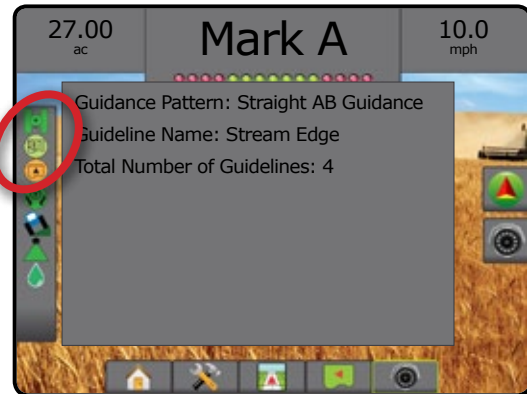 27.00
ac
Mark A
10.0
mph
Guidance Pattern: Straight AB Guidance
Guideline Name: Stream Edge
Total Number of Guidelines: 4